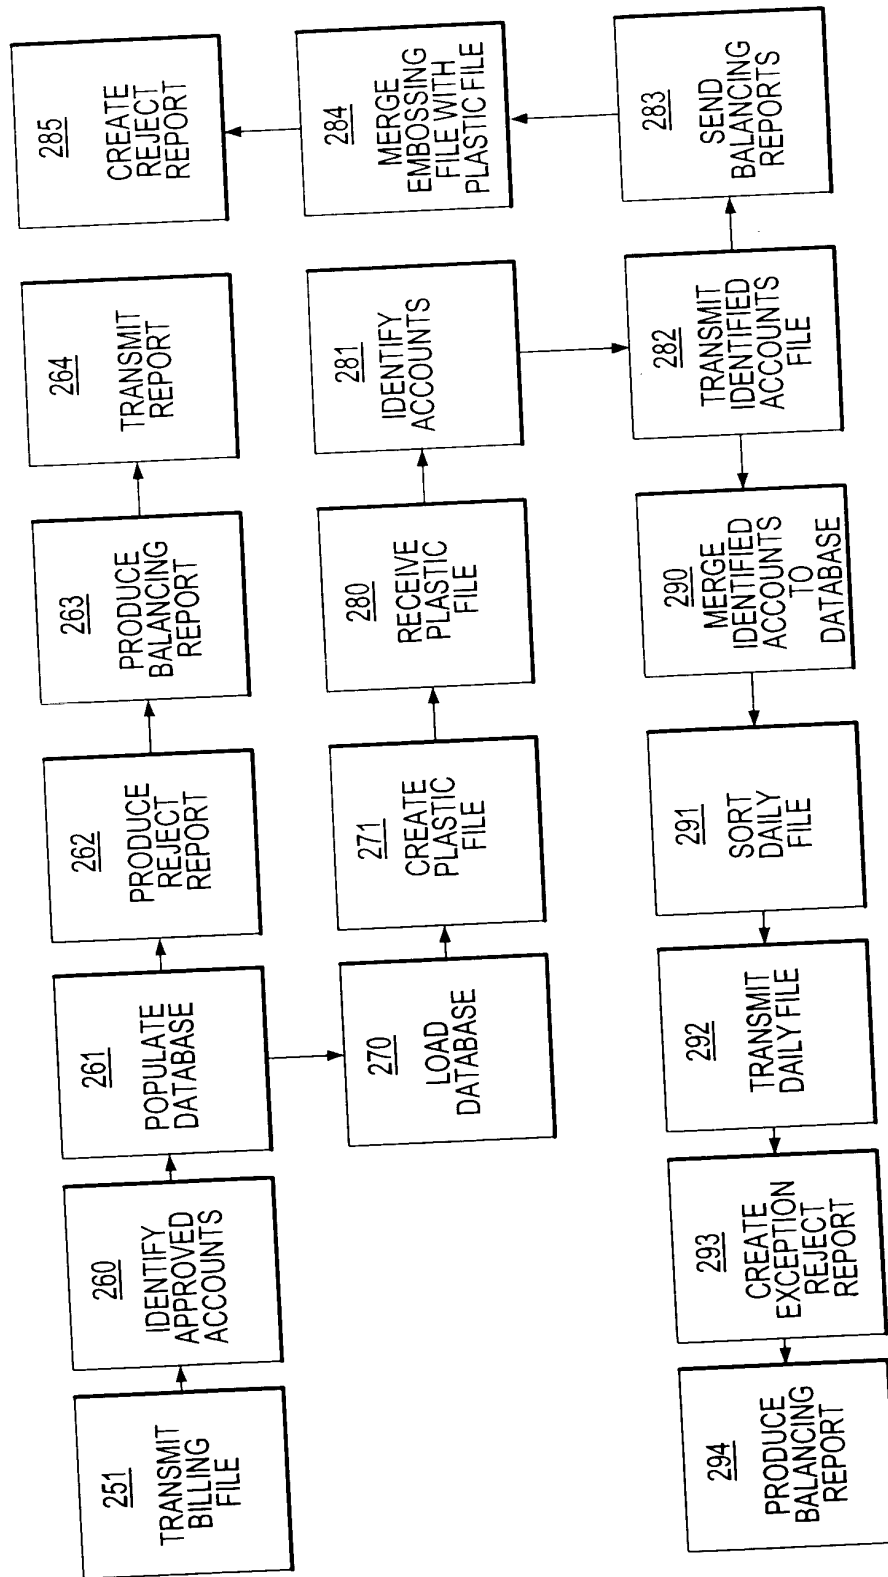 251
TRANSMIT
BILLING
FILE
260
IDENTIFY
APPROVED
ACCOUNTS
261
POPULATE
DATABASE
262
PRODUCE
REJECT
REPORT
263
PRODUCE
BALANCING
REPORT
264
TRANSMIT
REPORT
270
LOAD
DATABASE
271
CREATE
PLASTIC
FILE
280
RECEIVE
PLASTIC
FILE
281
IDENTIFY
ACCOUNTS
282
TRANSMIT
IDENTIFIED
ACCOUNTS
FILE
283
SEND
BALANCING
REPORTS
284
MERGE
EMBOSSING
FILE WITH
PLASTIC FILE
285
CREATE
REJECT
REPORT
290
MERGE
IDENTIFIED
ACCOUNTS
TO
DATABASE
291
SORT
DAILY
FILE
292
TRANSMIT
DAILY FILE
293
CREATE
EXCEPTION
REJECT
REPORT
294
PRODUCE
BALANCING
REPORT